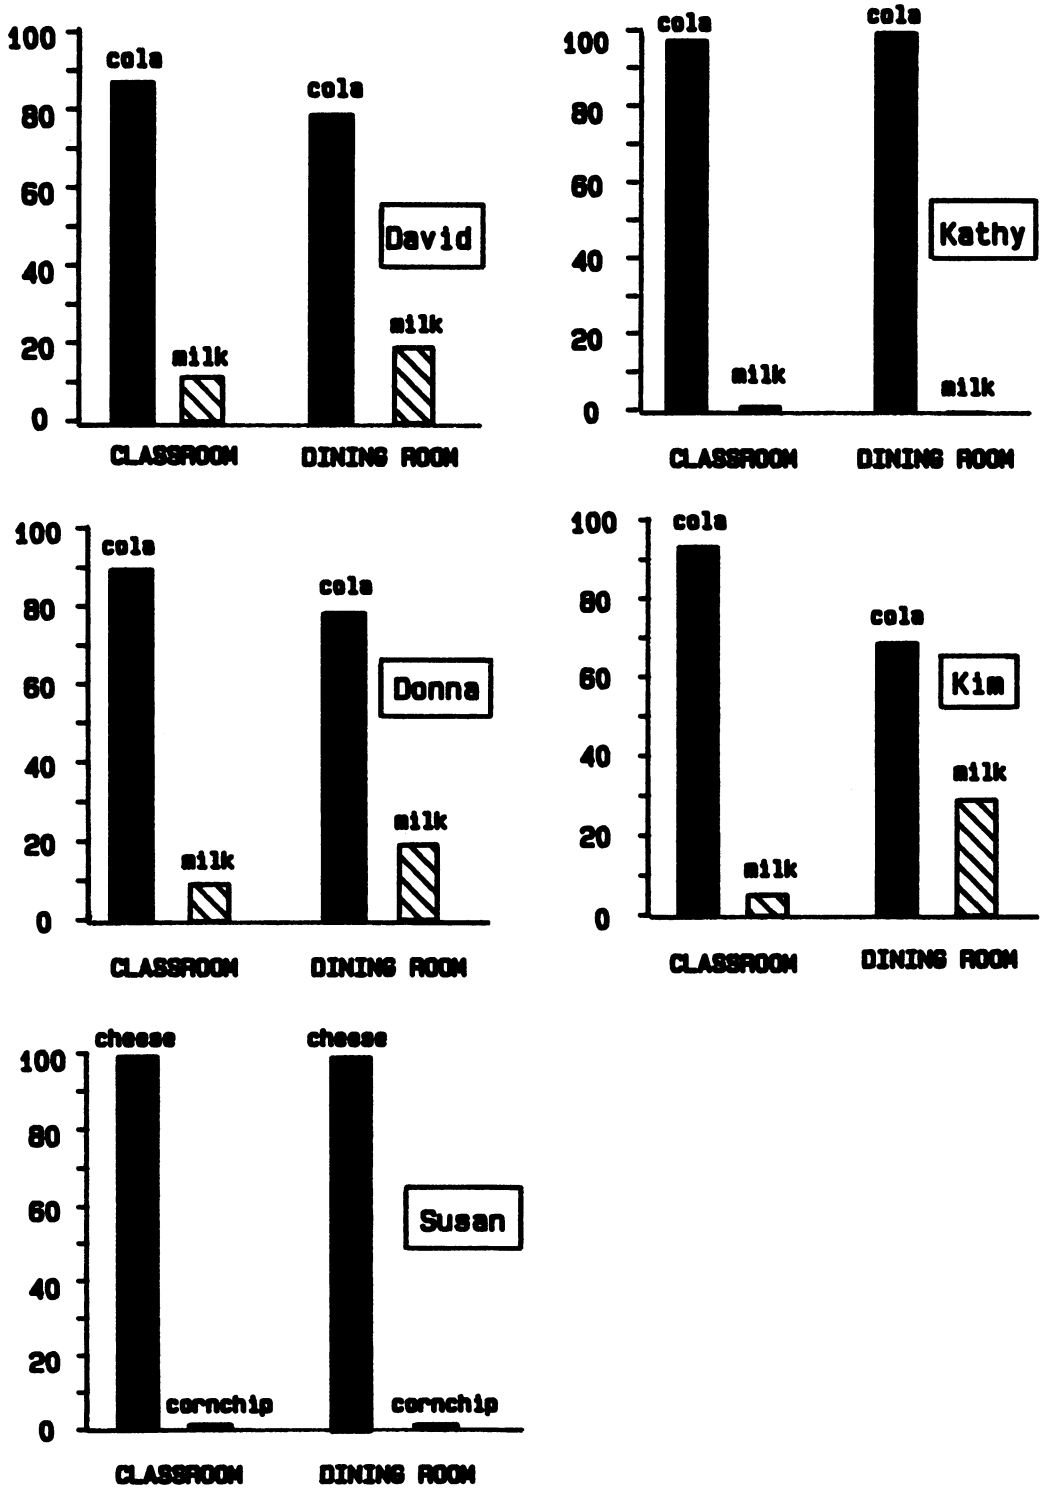 100
80
60
40
20
0
cola
milk
cola
milk
David
CLASSROOM
DINING ROOM
100
80
60
40
20
0
cola
milk
cola
milk
Kathy
CLASSROOM
DINING ROOM
100
80
60
40
20
0
cola
milk
cola
milk
Donna
CLASSROOM
DINING ROOM
100
80
60
40
20
0
cola
milk
cola
milk
Kim
CLASSROOM
DINING ROOM
100
80
60
40
20
0
cheese
cornchip
cheese
cornchip
Susan
CLASSROOM
DINING ROOM